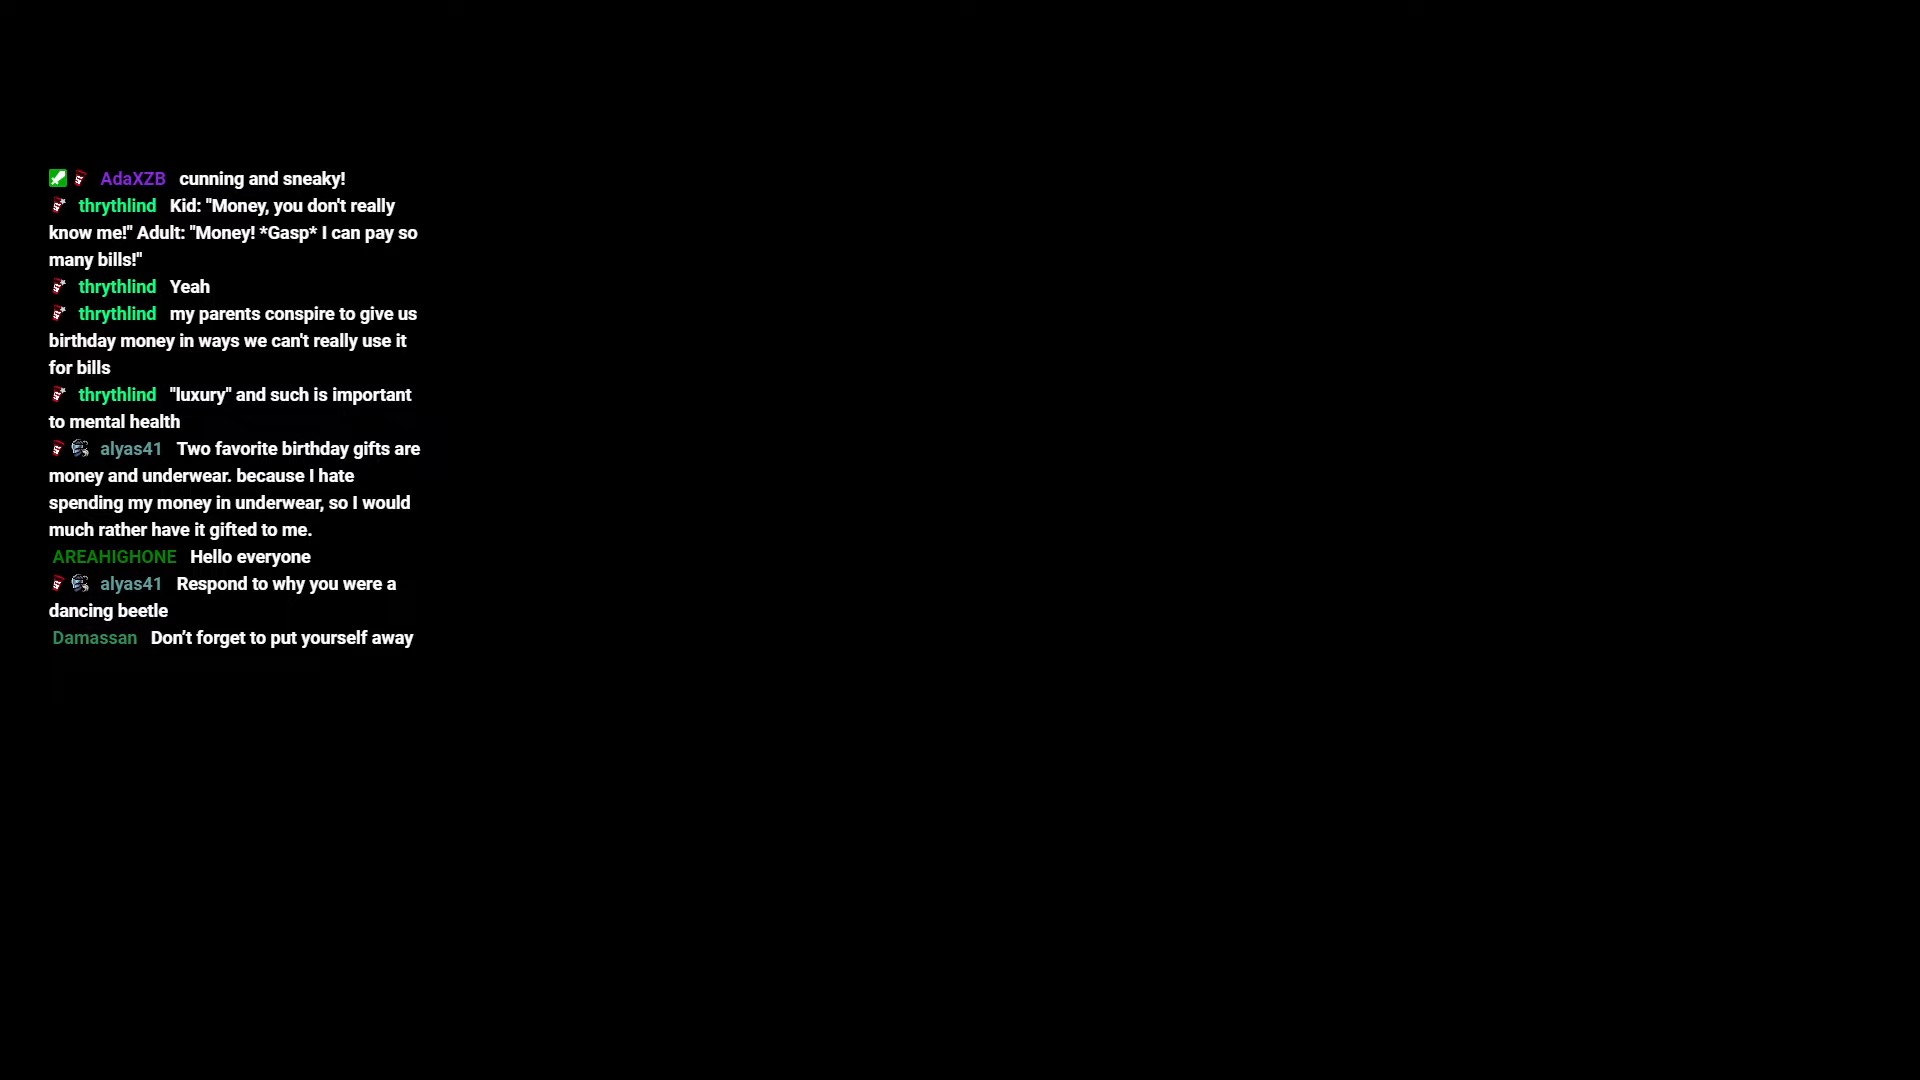 AdaXZB cunning and sneaky!
thrythlind Kid: "Money, you don't really
know me!" Adult: "Money! *Gasp* I can pay so
many bills!"
thrythlind Yeah
thrythlind my parents conspire to give us
birthday money in ways we can't really use it
for bills
thrythlind "luxury" and such is important
to mental health
alyas41 Two favorite birthday gifts are
money and underwear. because I hate
spending my money in underwear, so I would
much rather have it gifted to me.
AREAHIGHONE Hello everyone
alyas41 Respond to why you were a
dancing beetle
Damassan Don’t forget to put yourself away